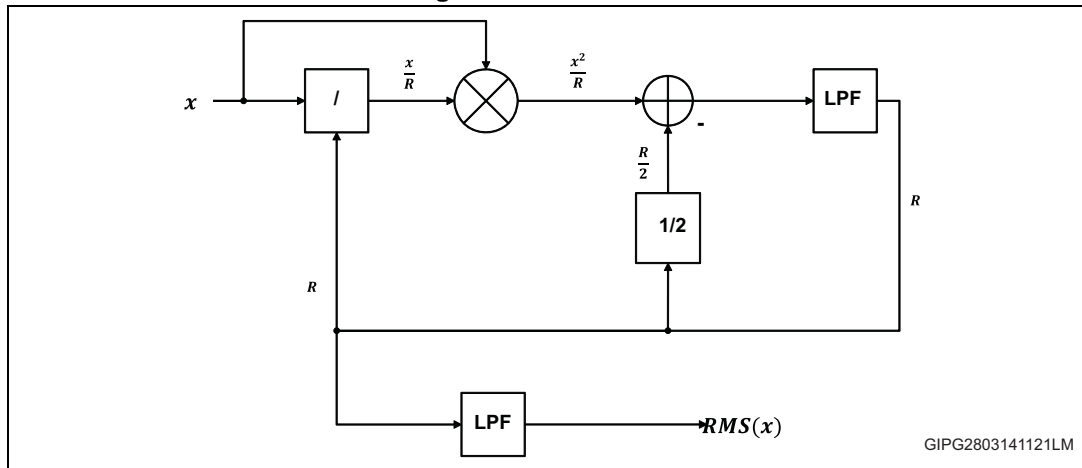 x
/
x/R
x²/R
-
LPF
R/2
1/2
R
R
LPF
RMS(x)
GIPG2803141121LM